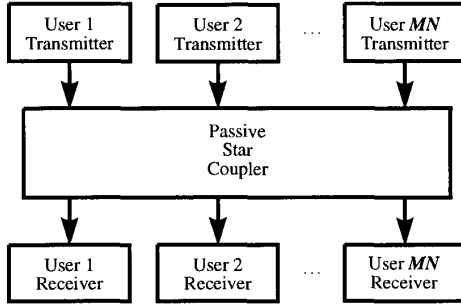 User 1 User 2 User MN
Transmitter Transmitter ... Transmitter
Passive
Star
Coupler
User 1 User 2 User MN
Receiver Receiver ... Receiver